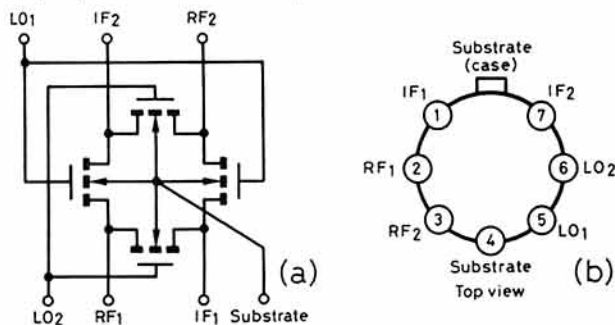 LO1 IF2 RF2
(a)
LO2 RF1 IF1 Substrate
Substrate
(case)
IF1 IF2
1 7
RF1 2 6 LO2
3 5
RF2 4 LO1
Substrate
Top view
(b)